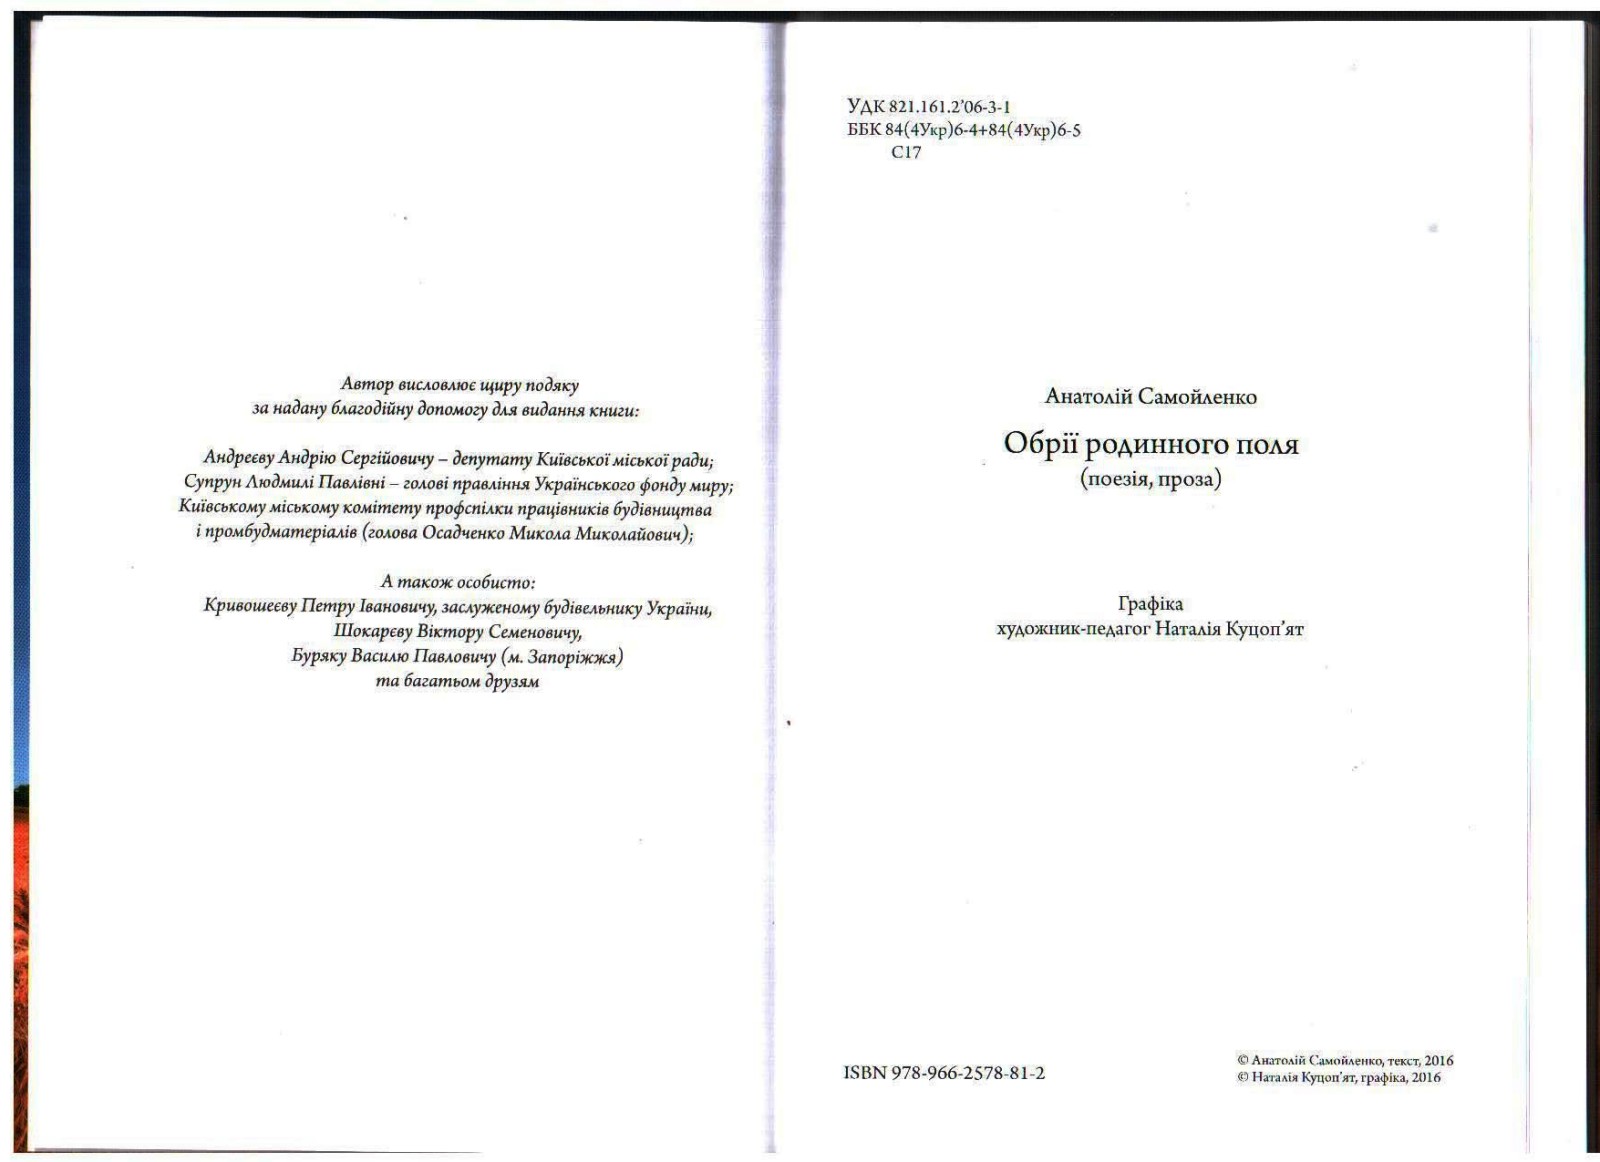 Автор висловлює щиру подяку
за надану благодійну допомогу для видання книги:
Андреєву Андрію Сергійовичу – депутату Київської міської ради;
Супрун Людмилі Павлівні – голові правління Українського фонду миру;
Київському міському комітету профспілки працівників будівництва
і промбудматеріалів (голова Осадченко Микола Миколайович);
А також особисто:
Кривошеєву Петру Івановичу, заслуженому будівельнику України,
Шокарєву Віктору Семеновичу,
Буряку Василю Павловичу (м. Запоріжжя)
та багатьом друзям
УДК 821.161.2’06-3-1
ББК 84(4Укр)6-4+84(4Укр)6-5
С17
Анатолій Самойленко
Обрії родинного поля
(поезія, проза)
Графіка
художник-педагог Наталія Куцоп’ят
ISBN 978-966-2578-81-2
© Анатолій Самойленко, текст, 2016
© Наталія Куцоп’ят, графіка, 2016